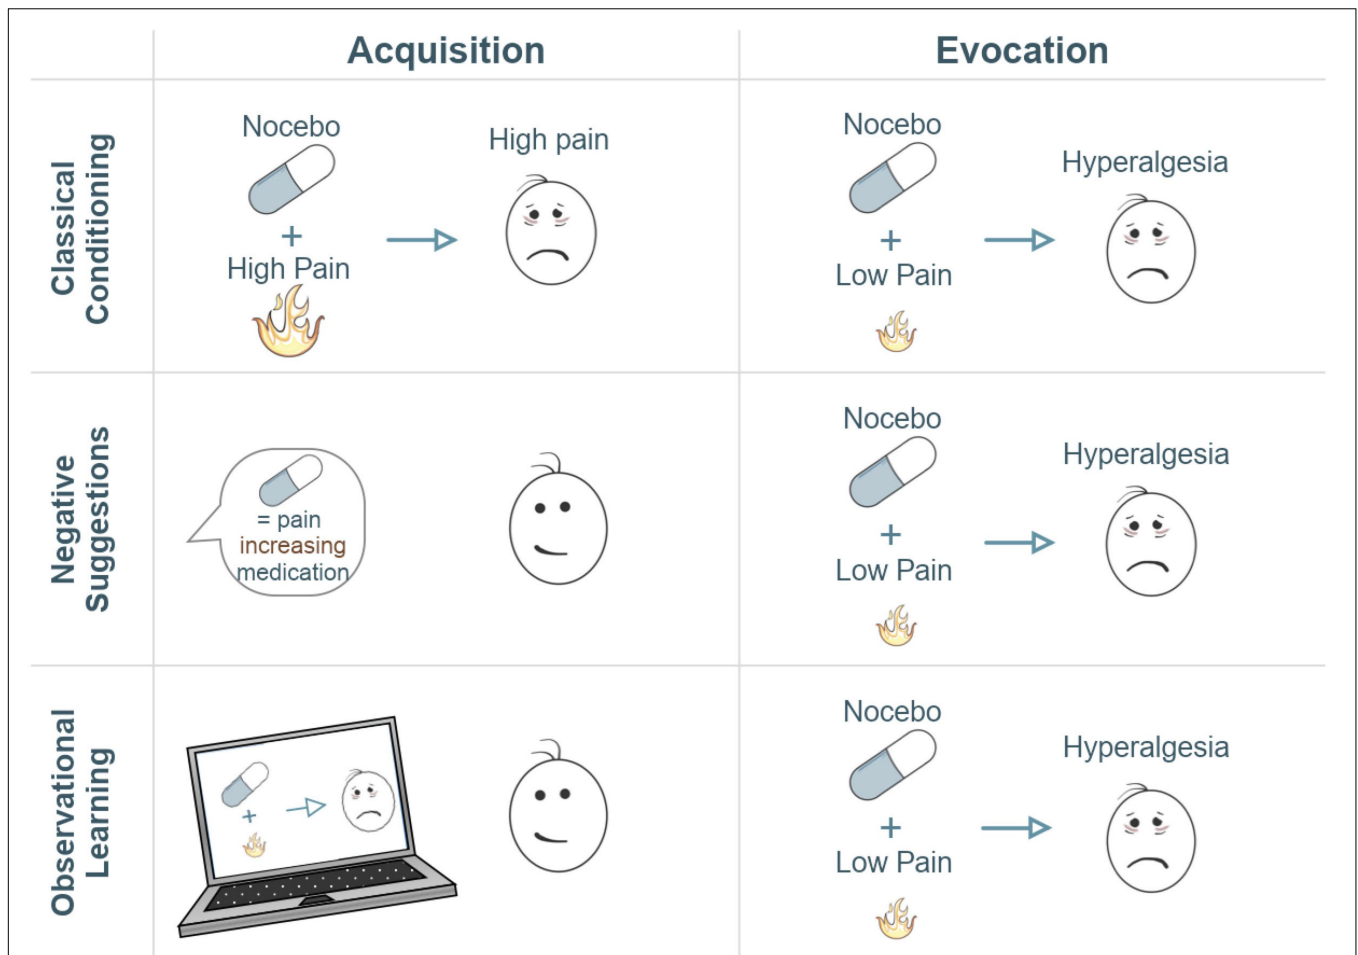 Acquisition
Evocation
Classical
Conditioning
Nocebo
+
High Pain
High pain
Nocebo
+
Low Pain
Hyperalgesia
Negative
Suggestions
= pain
increasing
medication
Nocebo
+
Low Pain
Hyperalgesia
Observational
Learning
+
Nocebo
+
Low Pain
Hyperalgesia